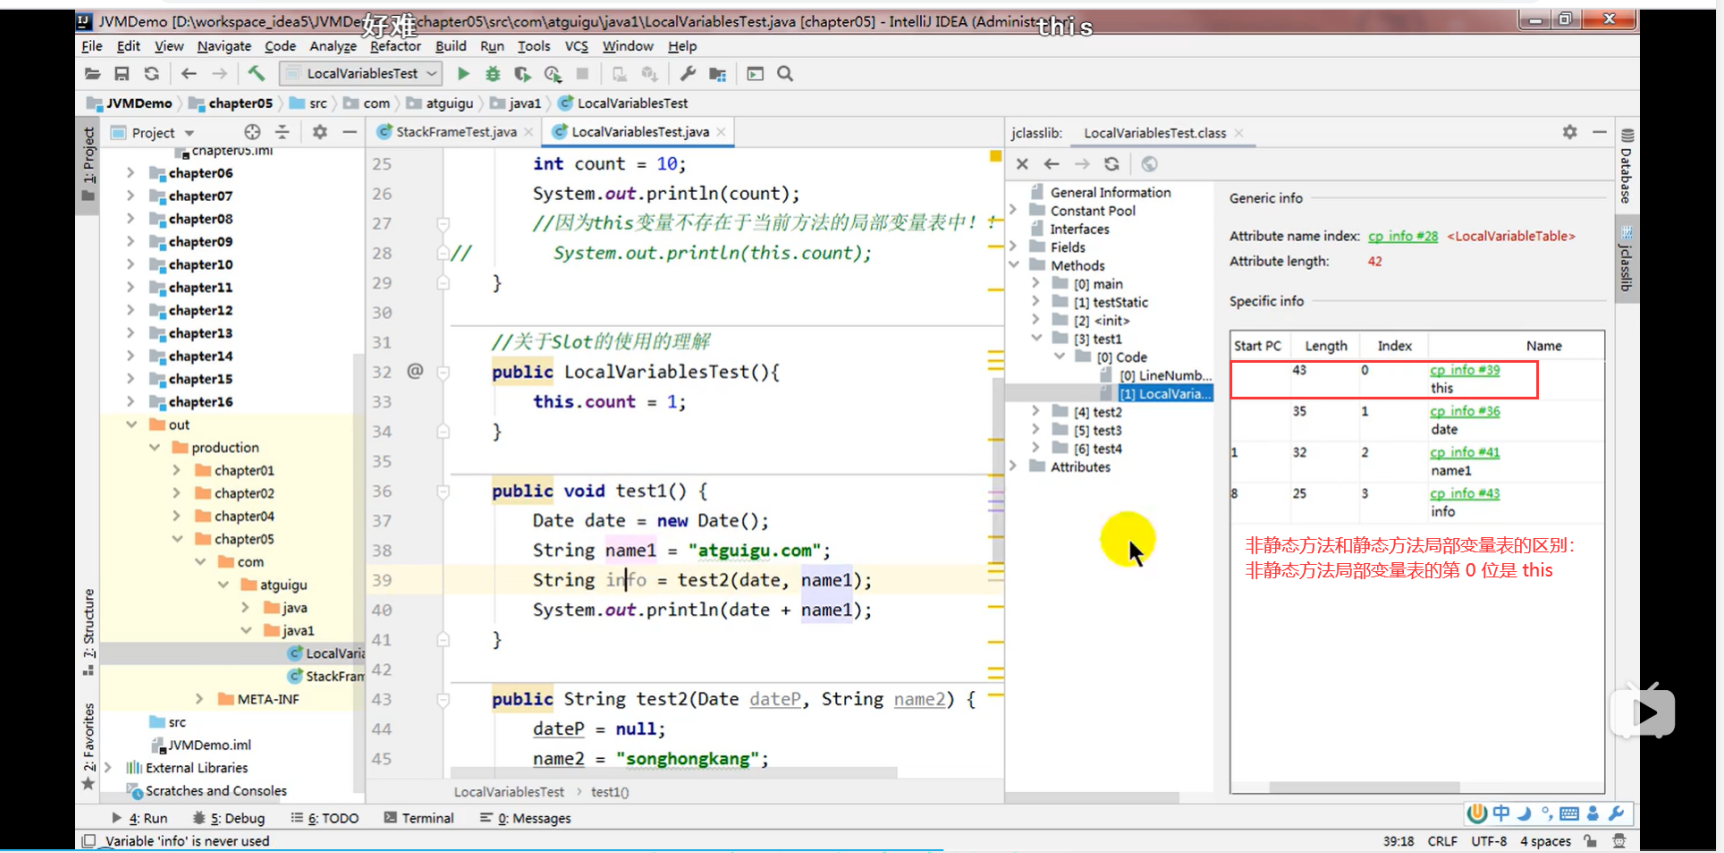 JVMDemo [D:\workspace_idea5\JVMDe
好难
chapter05\src\com\atguigu\java1\LocalVariablesTest.java [chapter05] - IntelliJ IDEA (Administ
this
File Edit View Navigate Code Analyze Refactor Build Run Tools VCS Window Help
LocalVariablesTest
JVMDemo chapter05 src com atguigu java1 LocalVariablesTest
1: Project
Project
chapter05.iml
chapter06
chapter07
chapter08
chapter09
chapter10
chapter11
chapter12
chapter13
chapter14
chapter15
chapter16
out
production
chapter01
chapter02
chapter04
chapter05
com
atguigu
java
java1
LocalVaria
StackFram
META-INF
src
JVMDemo.iml
External Libraries
Scratches and Consoles
7: Structure
2: Favorites
StackFrameTest.java LocalVariablesTest.java
25 int count = 10;
26 System.out.println(count);
27 //因为this变量不存在于当前方法的局部变量表中！！
28 // System.out.println(this.count);
29 }
30
31 //关于Slot的使用的理解
32 @ public LocalVariablesTest(){
33 this.count = 1;
34 }
35
36 public void test1() {
37 Date date = new Date();
38 String name1 = "atguigu.com";
39 String info = test2(date, name1);
40 System.out.println(date + name1);
41 }
42
43 public String test2(Date dateP, String name2) {
44 dateP = null;
45 name2 = "songhongkang";
LocalVariablesTest > test1()
jclasslib: LocalVariablesTest.class
General Information
Constant Pool
Interfaces
Fields
Methods
[0] main
[1] testStatic
[2] <init>
[3] test1
[0] Code
[0] LineNumb...
[1] LocalVaria...
[4] test2
[5] test3
[6] test4
Attributes
Generic info
Attribute name index: cp info #28 <LocalVariableTable>
Attribute length: 42
Specific info
Start PC Length Index Name
43 0 cp info #39
this
35 1 cp info #36
date
1 32 2 cp info #41
name1
8 25 3 cp info #43
info
非静态方法和静态方法局部变量表的区别：
非静态方法局部变量表的第 0 位是 this
Database
jclasslib
4: Run 5: Debug 6: TODO Terminal 0: Messages
中
Variable 'info' is never used
39:18 CRLF UTF-8 4 spaces